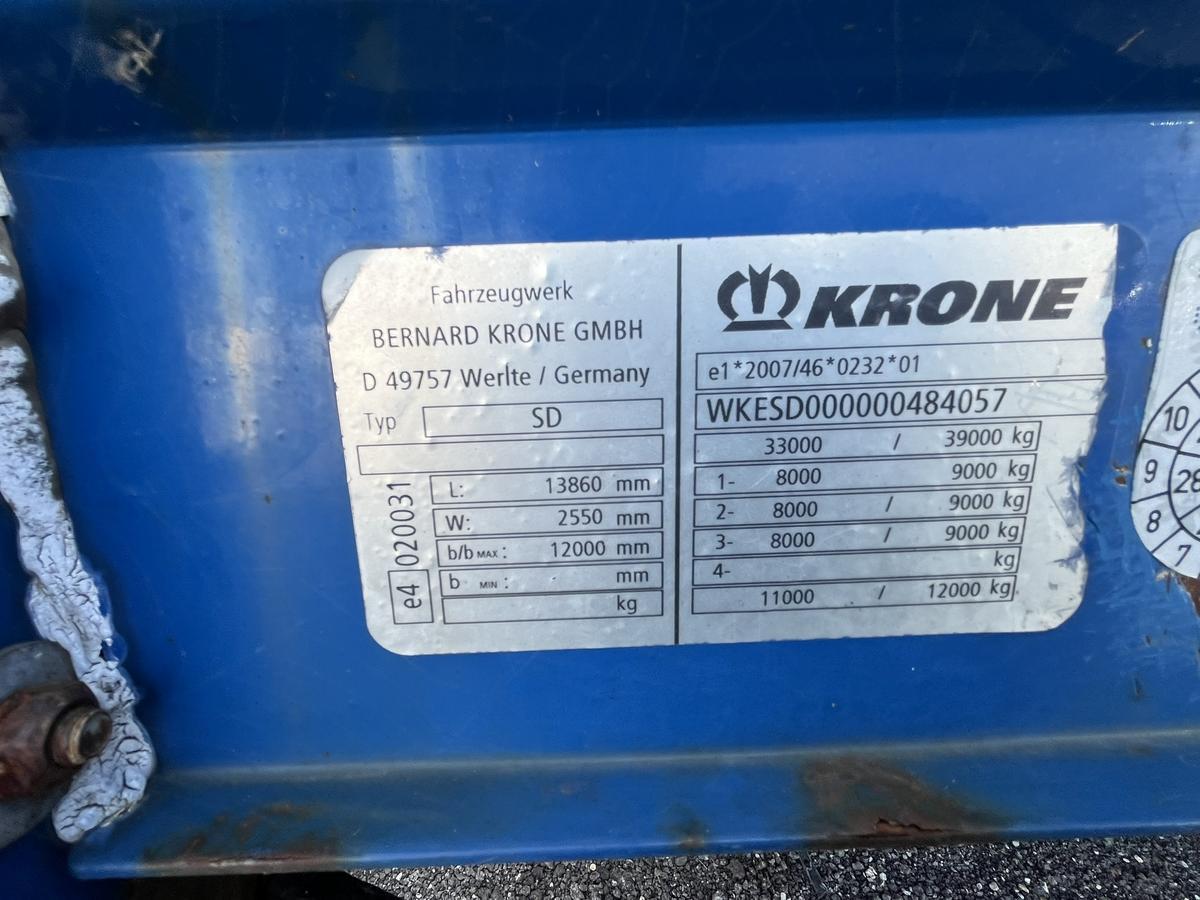 Fahrzeugwerk
BERNARD KRONE GMBH
D 49757 Werlte / Germany
Typ SD
L: 13860 mm
W: 2550 mm
b/b MAX : 12000 mm
b MIN : mm
kg
e4 020031
KRONE
e1*2007/46*0232*01
WKESD000000484057
33000 / 39000 kg
1- 8000 9000 kg
2- 8000 / 9000 kg
3- 8000 / 9000 kg
4- kg
11000 / 12000 kg
10
9
8
7